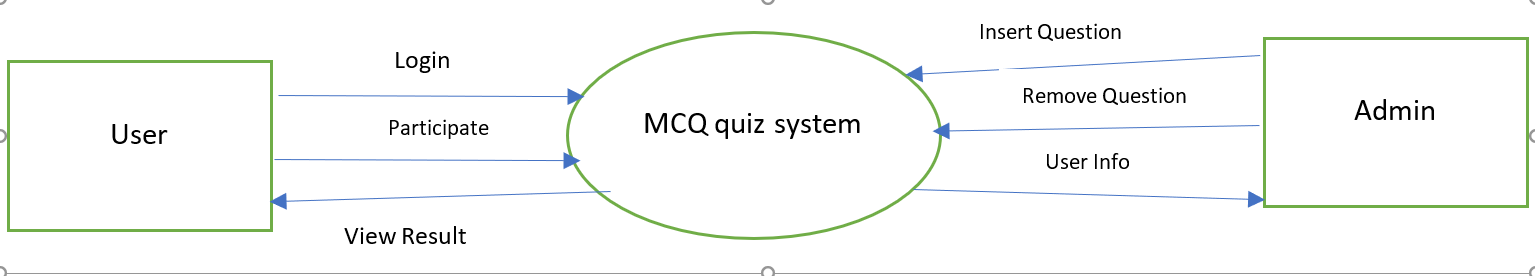 User
Login
Participate
View Result
MCQ quiz system
Insert Question
Remove Question
User Info
Admin